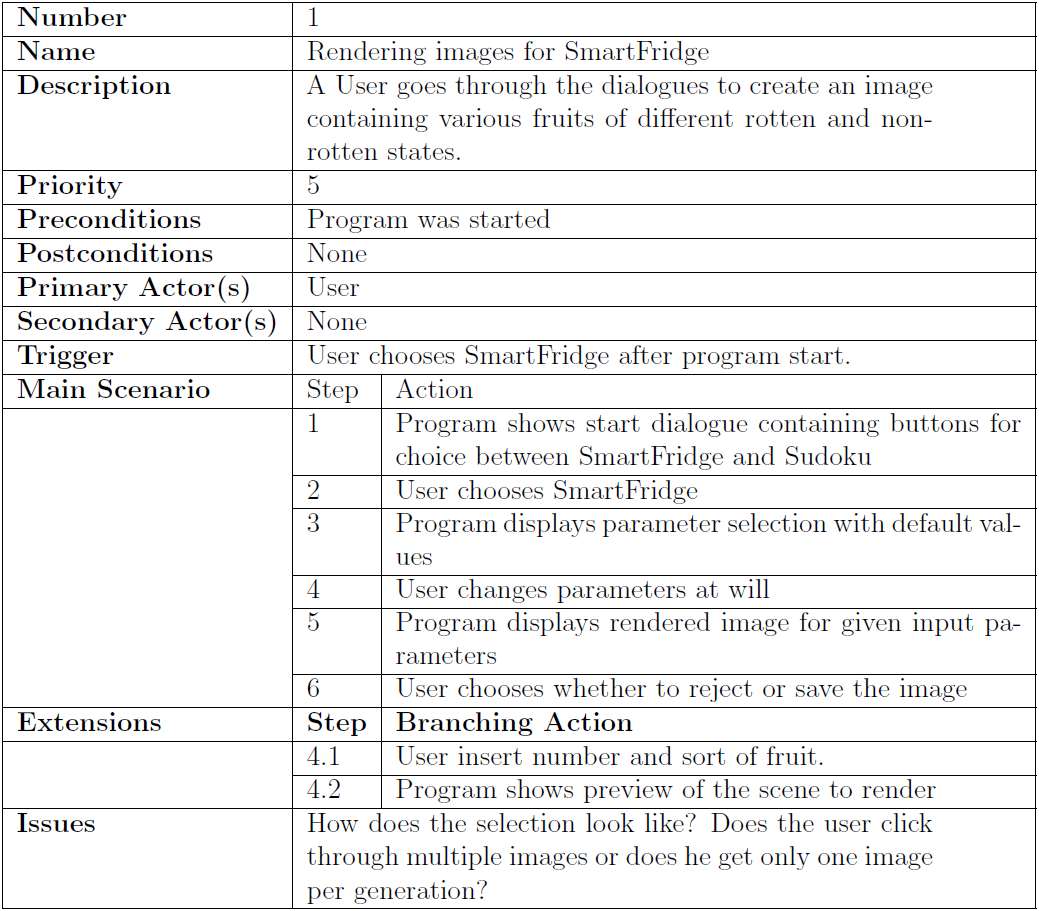 Number 1
Name Rendering images for SmartFridge
Description A User goes through the dialogues to create an image
containing various fruits of different rotten and non-
rotten states.
Priority 5
Preconditions Program was started
Postconditions None
Primary Actor(s) User
Secondary Actor(s) None
Trigger User chooses SmartFridge after program start.
Main Scenario Step Action
1 Program shows start dialogue containing buttons for
choice between SmartFridge and Sudoku
2 User chooses SmartFridge
3 Program displays parameter selection with default val-
ues
4 User changes parameters at will
5 Program displays rendered image for given input pa-
rameters
6 User chooses whether to reject or save the image
Extensions Step Branching Action
4.1 User insert number and sort of fruit.
4.2 Program shows preview of the scene to render
Issues How does the selection look like? Does the user click
through multiple images or does he get only one image
per generation?